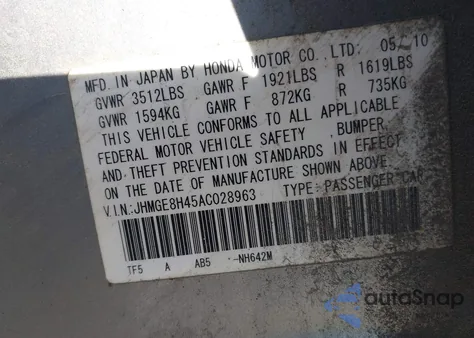 MFD. IN JAPAN BY HONDA MOTOR CO., LTD. 05/10
GVWR 3512LBS GAWR F 1921LBS R 1619LBS
GVWR 1594KG GAWR F 872KG R 735KG
THIS VEHICLE CONFORMS TO ALL APPLICABLE
FEDERAL MOTOR VEHICLE SAFETY, BUMPER,
AND THEFT PREVENTION STANDARDS IN EFFECT
ON THE DATE OF MANUFACTURE SHOWN ABOVE.
V.I.N.:JHMGE8H45AC028963 TYPE: PASSENGER CAR
TF5 A AB5 -NH642M
autoSnap